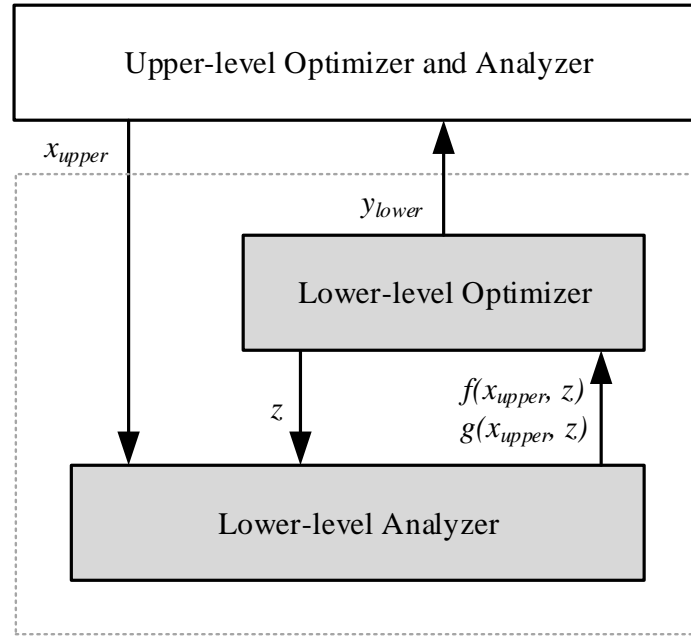 Upper-level Optimizer and Analyzer
x_upper
y_lower
Lower-level Optimizer
z
f(x_upper, z)
g(x_upper, z)
Lower-level Analyzer